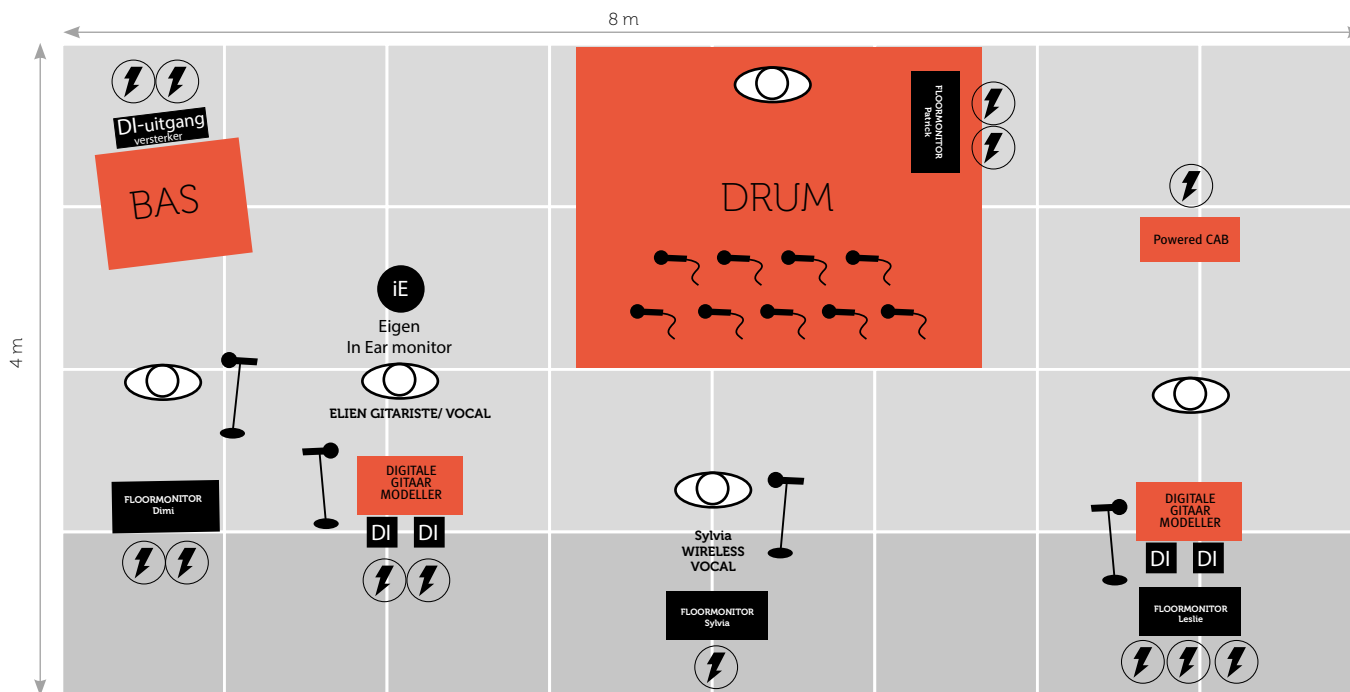 8 m
4 m
DI-uitgang
versterker
BAS
DRUM
FLOORMONITOR
Patrick
Powered CAB
iE
Eigen
In Ear monitor
ELIEN GITARISTE/ VOCAL
FLOORMONITOR
Dimi
DIGITALE
GITAAR
MODELLER
DI
DI
Sylvia
WIRELESS
VOCAL
FLOORMONITOR
Sylvia
DIGITALE
GITAAR
MODELLER
DI
DI
FLOORMONITOR
Leslie